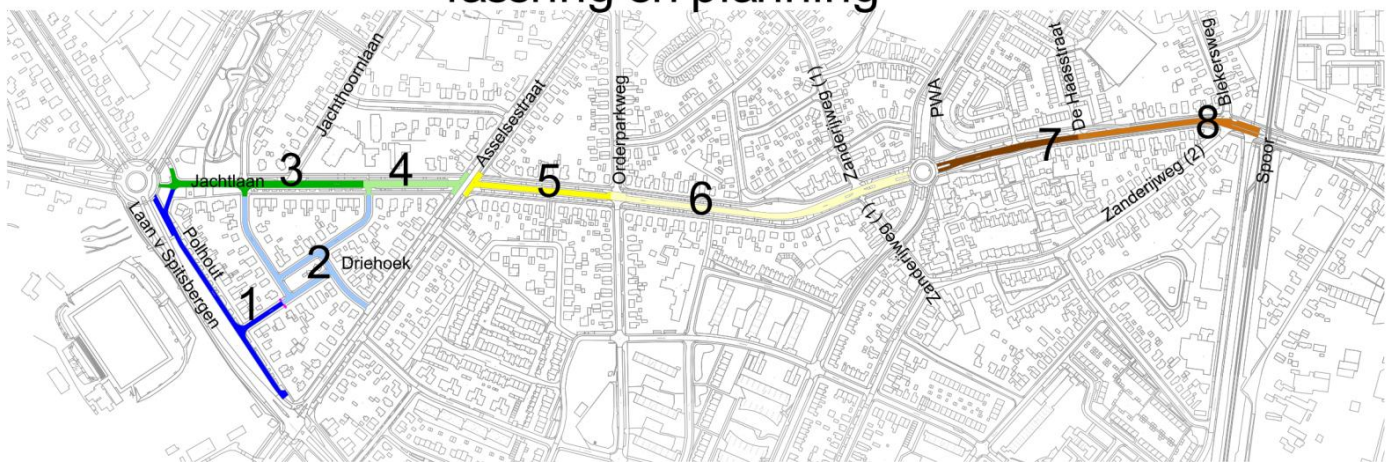 fasering en planning
Jachthoornlaan
Asselsestraat
Orderparkweg
Zanderijweg (1)
PWA
De Haasstraat
Blekersweg
Jachtlaan
3
4
5
6
7
8
Zanderijweg (2)
Spoor
Laan v Spitsbergen
Polhout
1
2
Driehoek
Zanderijweg (1)